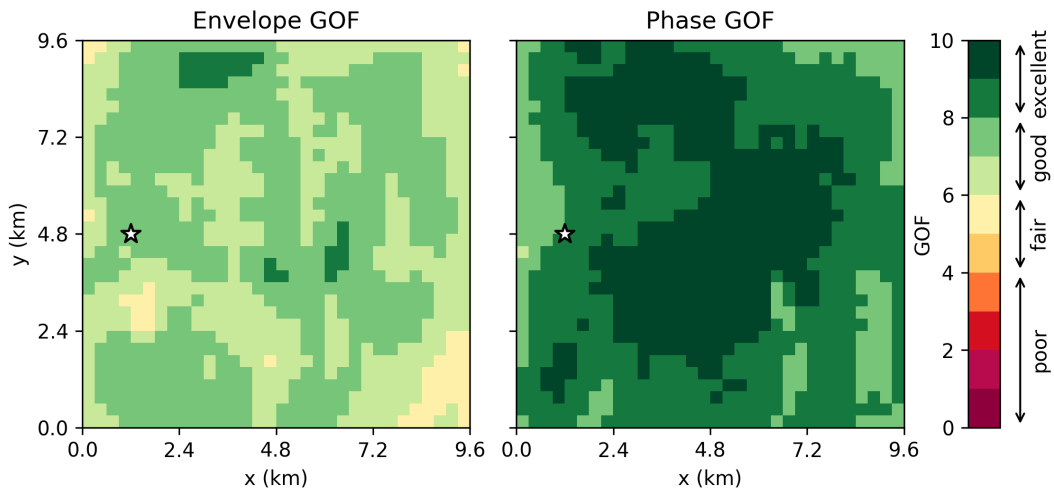 Envelope GOF
Phase GOF
9.6
7.2
4.8
2.4
0.0
y (km)
0.0 2.4 4.8 7.2 9.6
x (km)
0.0 2.4 4.8 7.2 9.6
x (km)
10
8
6
4
2
0
GOF
excellent
good
fair
poor